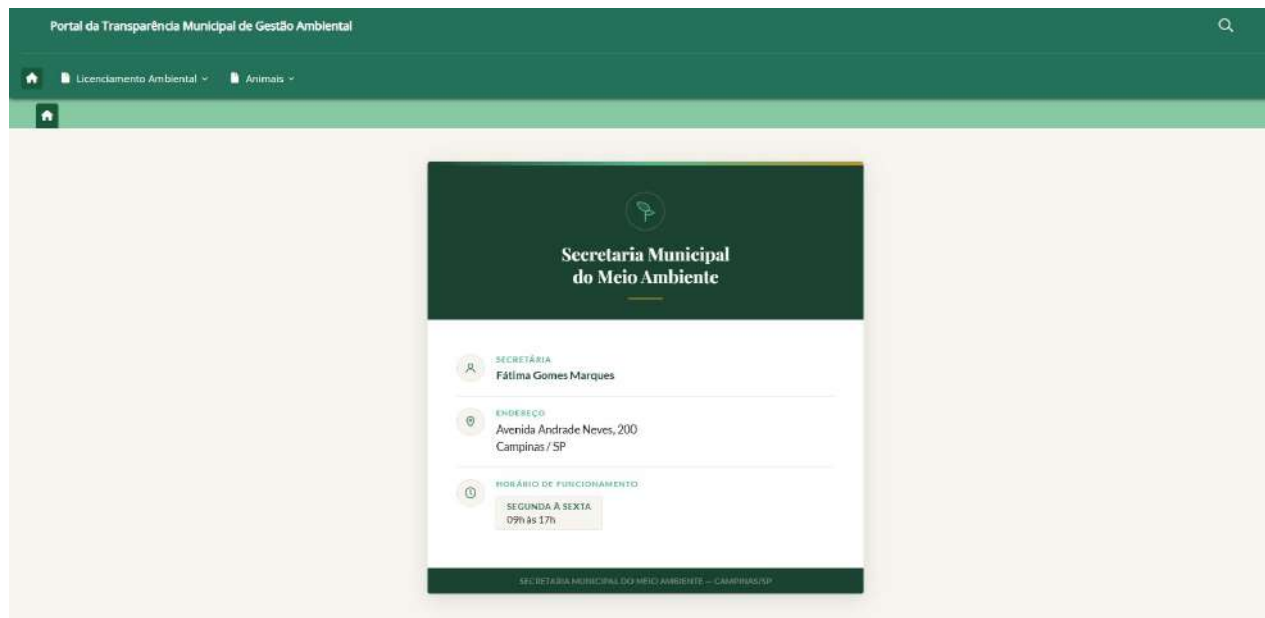 Portal da Transparência Municipal de Gestão Ambiental
Licenciamento Ambiental
Animais
Secretaria Municipal
do Meio Ambiente
SECRETÁRIA
Fátima Gomes Marques
ENDEREÇO
Avenida Andrade Neves, 200
Campinas / SP
HORÁRIO DE FUNCIONAMENTO
SEGUNDA À SEXTA
09h às 17h
SECRETARIA MUNICIPAL DO MEIO AMBIENTE — CAMPINAS/SP